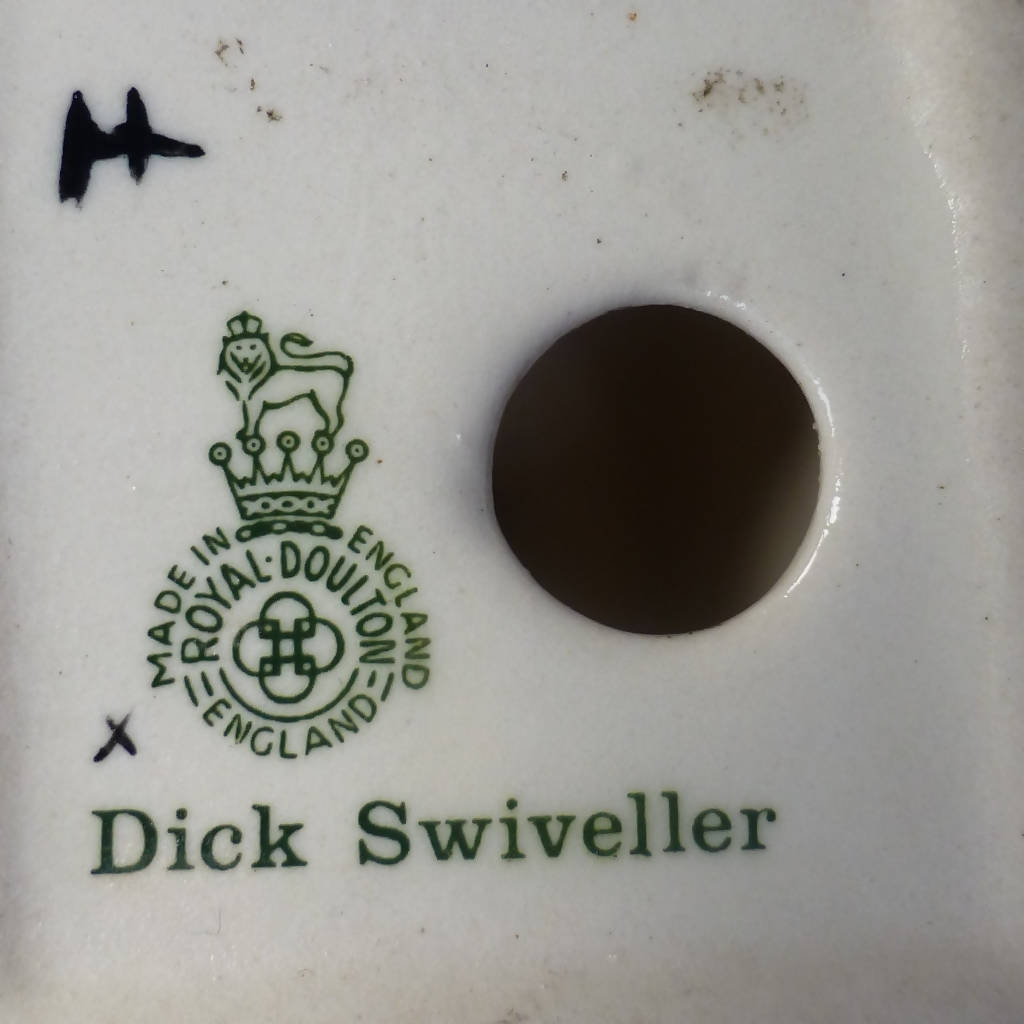 H
MADE IN ENGLAND
ROYAL·DOULTON
ENGLAND
x
Dick Swiveller